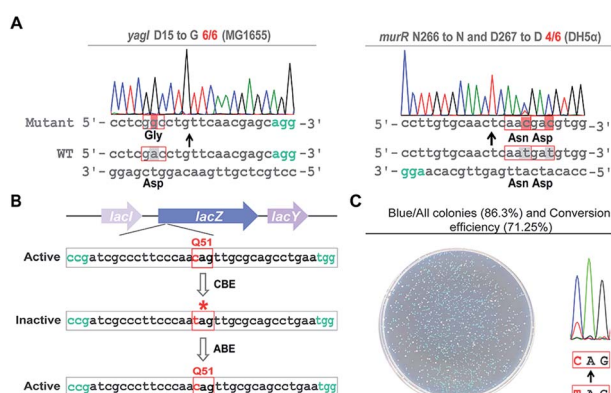 A
yagI D15 to G 6/6 (MG1655)
Mutant 5'- cctcggcctgttcaacgagcagg -3'
Gly
WT 5'- cctcgacctgttcaacgagcagg -3'
3'- ggagctggacaagttgctcgtcc -5'
Asp
murR N266 to N and D267 to D 4/6 (DH5α)
5'- ccttgtgcaactcaacgacgtgg -3'
Asn Asp
5'- ccttgtgcaactcaatgatgtgg -3'
3'- ggaacacgttgagttactacacc -5'
Asn Asp
B
lacI lacZ lacY
Q51
Active ccgatcgcccttcccaacagttgcgcagcctgaatgg
CBE
*
Inactive ccgatcgcccttcccaatagttgcgcagcctgaatgg
ABE
Q51
Active ccgatcgcccttcccaacagttgcgcagcctgaatgg
C
Blue/All colonies (86.3%) and Conversion
efficiency (71.25%)
C A G
T A G